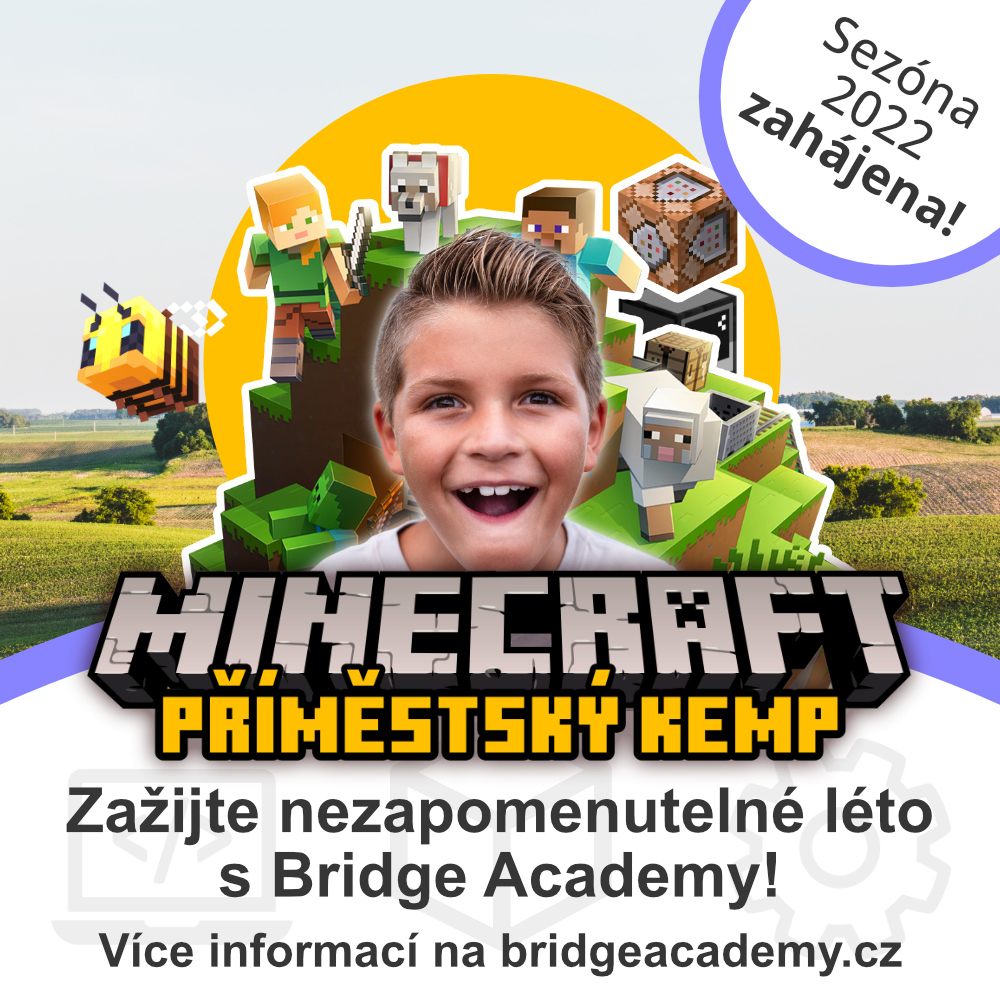 Sezóna
2022
zahájena!
MINECRAFT
PŘÍMĚSTSKÝ KEMP
Zažijte nezapomenutelné léto
s Bridge Academy!
Více informací na bridgeacademy.cz